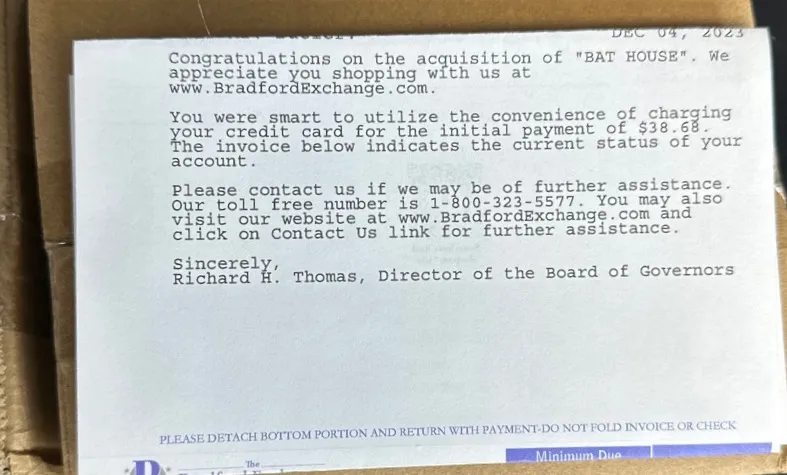 DEC 04, 2023
Congratulations on the acquisition of "BAT HOUSE". We
appreciate you shopping with us at
www.BradfordExchange.com.
You were smart to utilize the convenience of charging
your credit card for the initial payment of $38.68.
The invoice below indicates the current status of your
account.
Please contact us if we may be of further assistance.
Our toll free number is 1-800-323-5577. You may also
visit our website at www.BradfordExchange.com and
click on Contact Us link for further assistance.
Sincerely,
Richard H. Thomas, Director of the Board of Governors
PLEASE DETACH BOTTOM PORTION AND RETURN WITH PAYMENT-DO NOT FOLD INVOICE OR CHECK
The
Minimum Due